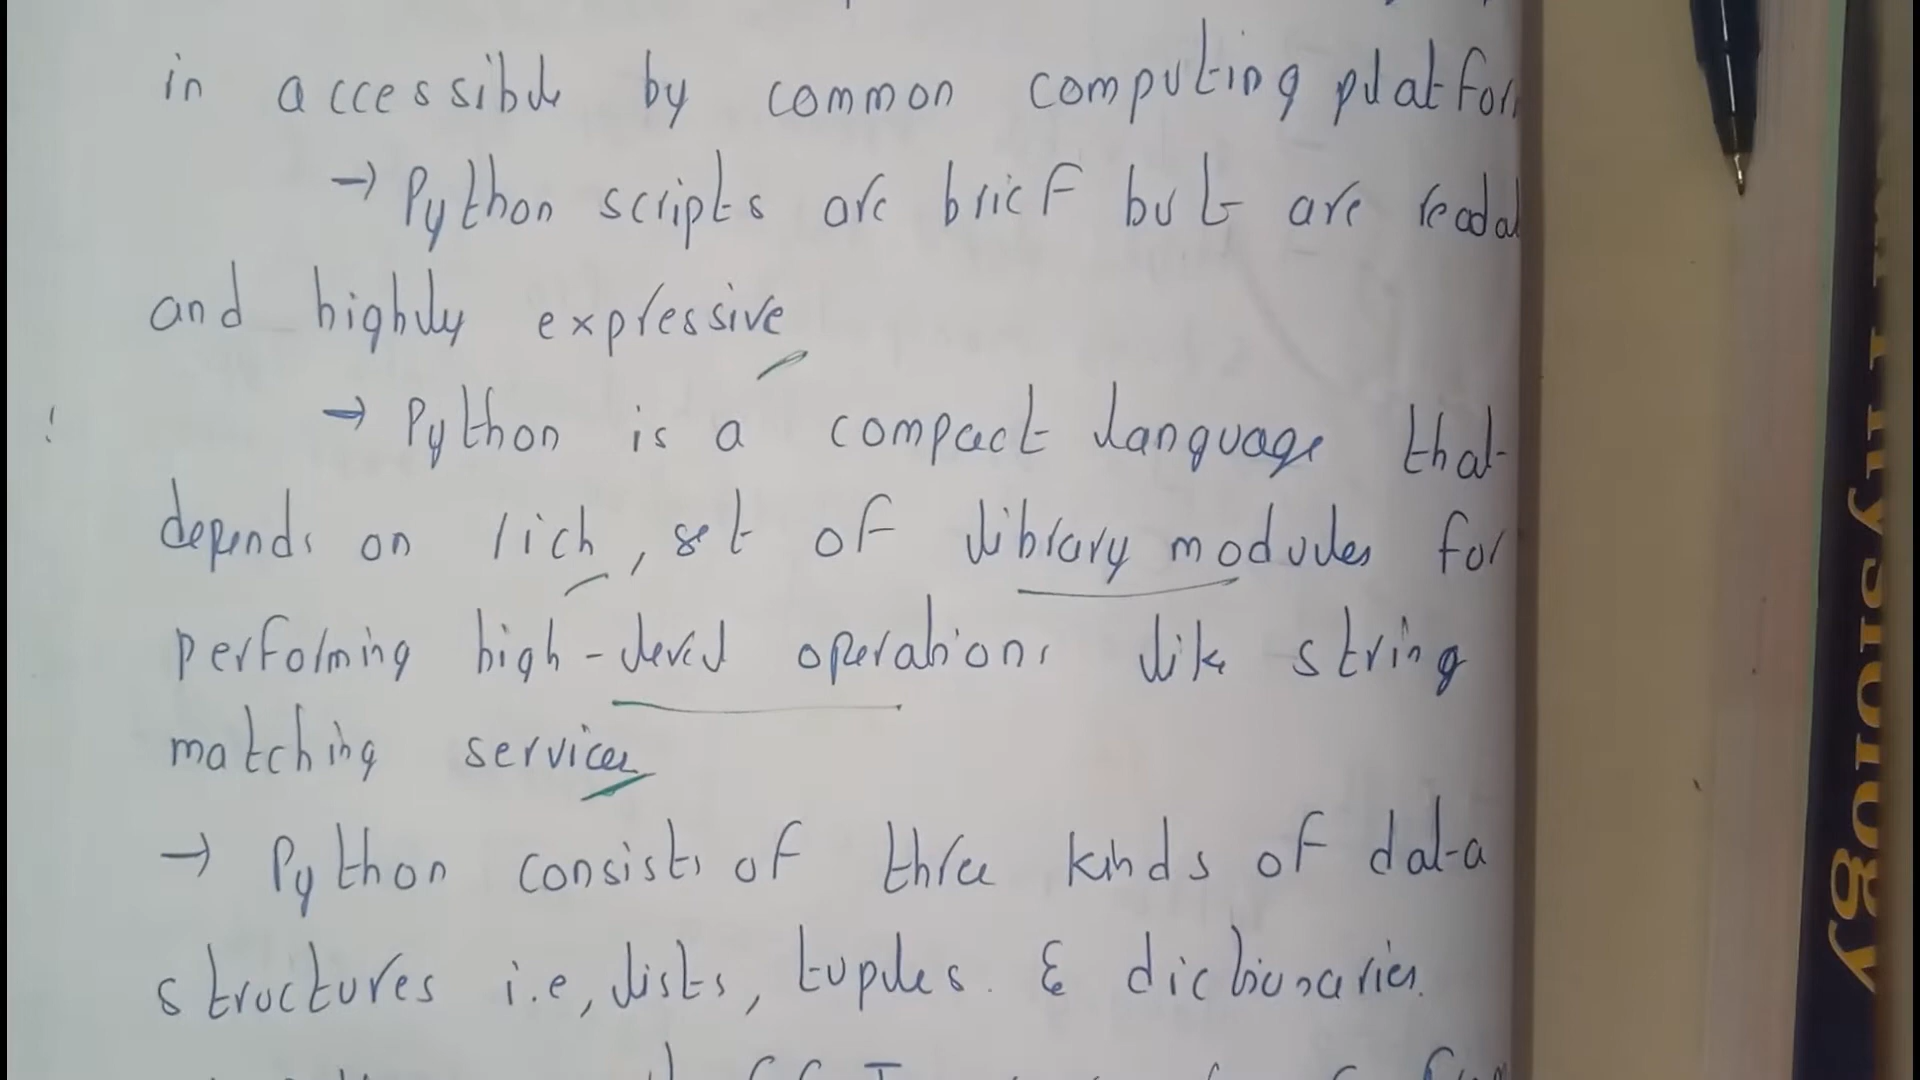 in accessible by common computing platfor
→ Python scripts are brief but are reada
and highly expressive
→ Python is a compact language that
depends on rich, set of library modules for
performing high-level operations like string
matching services
→ Python consists of three kinds of data
structures i.e, lists, tuples. & dictionaries.